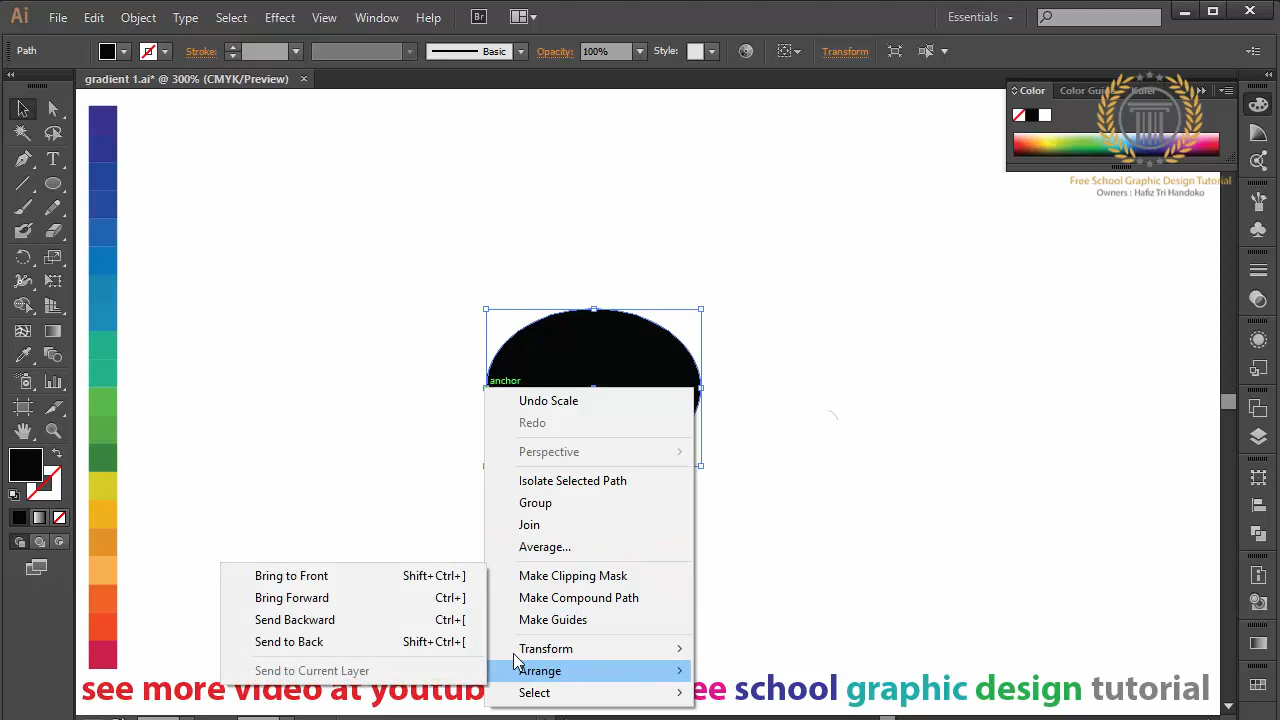 Ai File Edit Object Type Select Effect View Window Help Br Essentials
Path Stroke: Basic Opacity: 100% Style: Transform
gradient 1.ai* @ 300% (CMYK/Preview) ×
Color Color Guide Kuler
Free School Graphic Design Tutorial
Owners : Hafiz Tri Handoko
anchor
Undo Scale
Redo
Perspective
Isolate Selected Path
Group
Join
Average...
Make Clipping Mask
Make Compound Path
Make Guides
Transform
Arrange
Select
Bring to Front Shift+Ctrl+]
Bring Forward Ctrl+]
Send Backward Ctrl+[
Send to Back Shift+Ctrl+[
Send to Current Layer
see more video at youtub ee school graphic design tutorial